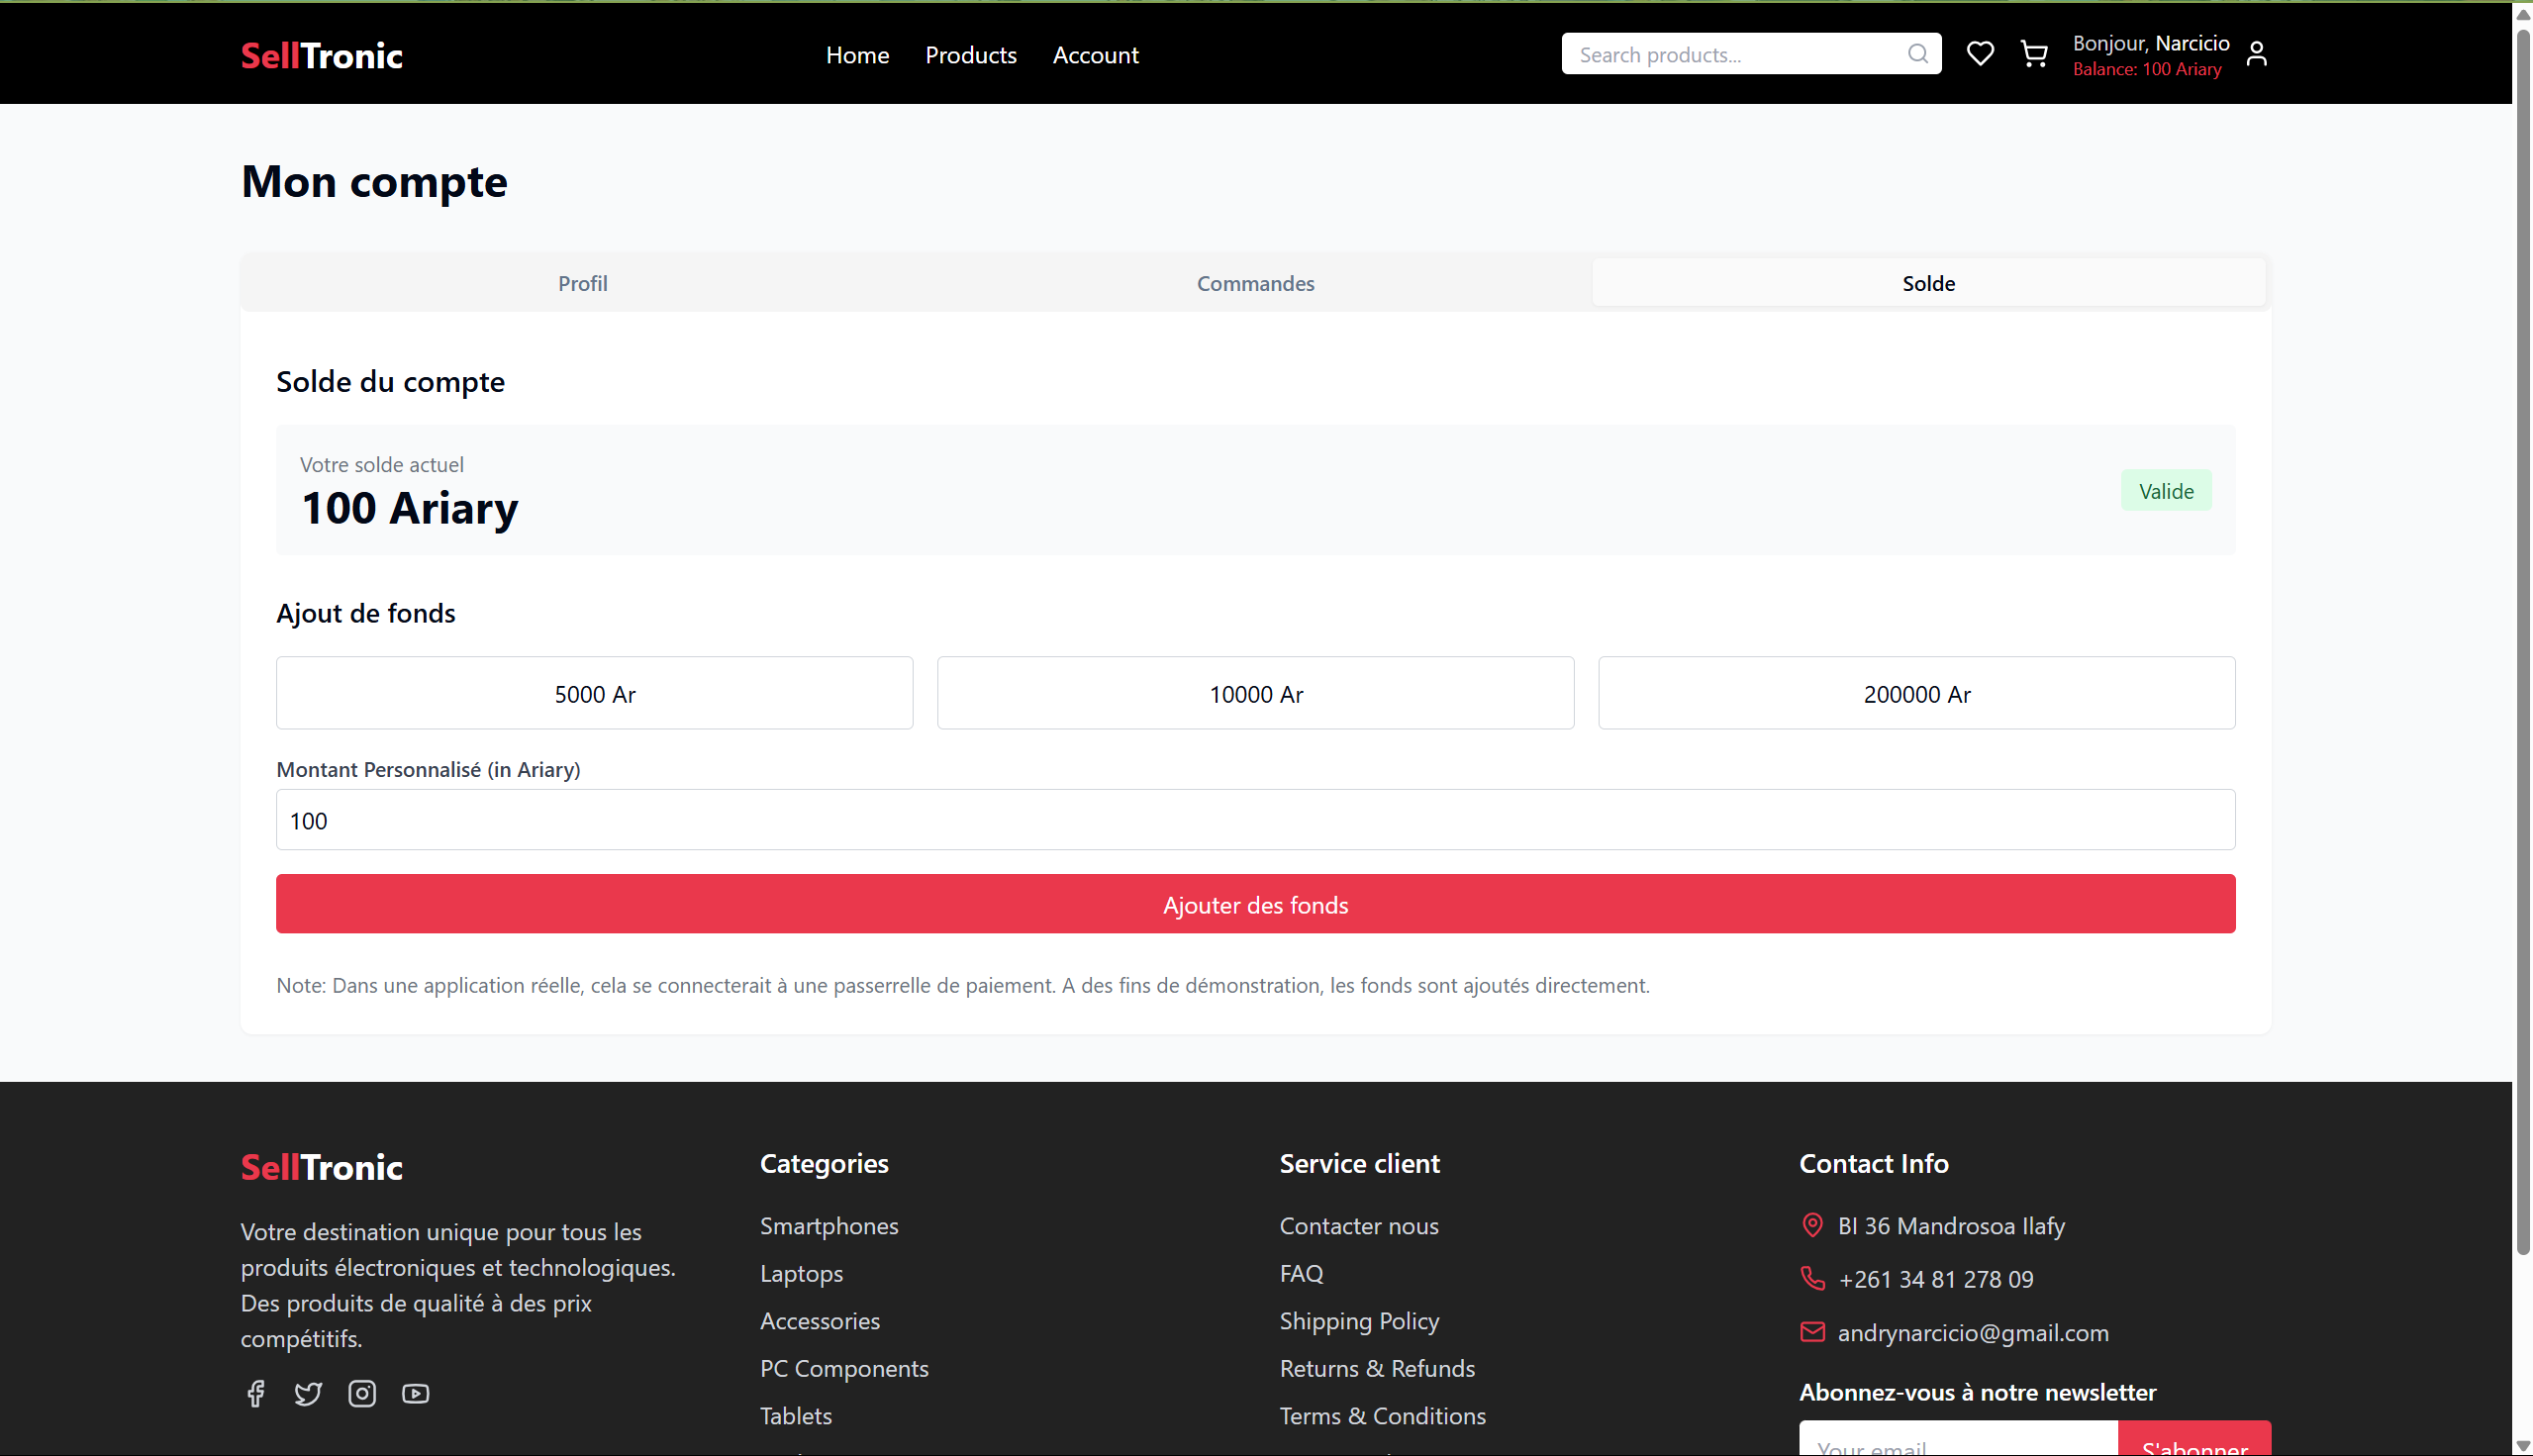 SellTronic
Home Products Account
Search products...
Bonjour, Narcicio
Balance: 100 Ariary
Mon compte
Profil Commandes Solde
Solde du compte
Votre solde actuel
100 Ariary
Valide
Ajout de fonds
5000 Ar 10000 Ar 200000 Ar
Montant Personnalisé (in Ariary)
100
Ajouter des fonds
Note: Dans une application réelle, cela se connecterait à une passerrelle de paiement. A des fins de démonstration, les fonds sont ajoutés directement.
SellTronic
Votre destination unique pour tous les
produits électroniques et technologiques.
Des produits de qualité à des prix
compétitifs.
Categories
Smartphones
Laptops
Accessories
PC Components
Tablets
Service client
Contacter nous
FAQ
Shipping Policy
Returns & Refunds
Terms & Conditions
Contact Info
BI 36 Mandrosoa Ilafy
+261 34 81 278 09
andrynarcicio@gmail.com
Abonnez-vous à notre newsletter
Your email
S'abonner